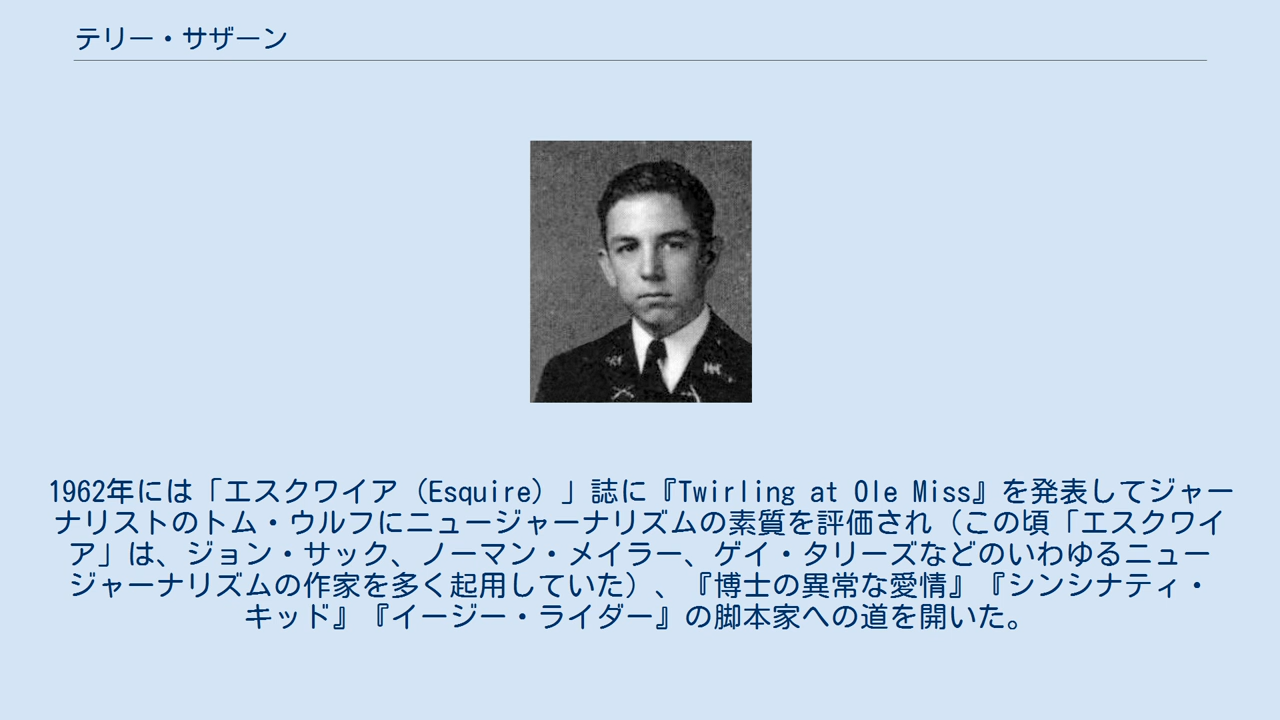 テリー・サザーン
1962年には「エスクワイア（Esquire）」誌に『Twirling at Ole Miss』を発表してジャー
ナリストのトム・ウルフにニュージャーナリズムの素質を評価され（この頃「エスクワイ
ア」は、ジョン・サック、ノーマン・メイラー、ゲイ・タリーズなどのいわゆるニュー
ジャーナリズムの作家を多く起用していた）、『博士の異常な愛情』『シンシナティ・
キッド』『イージー・ライダー』の脚本家への道を開いた。